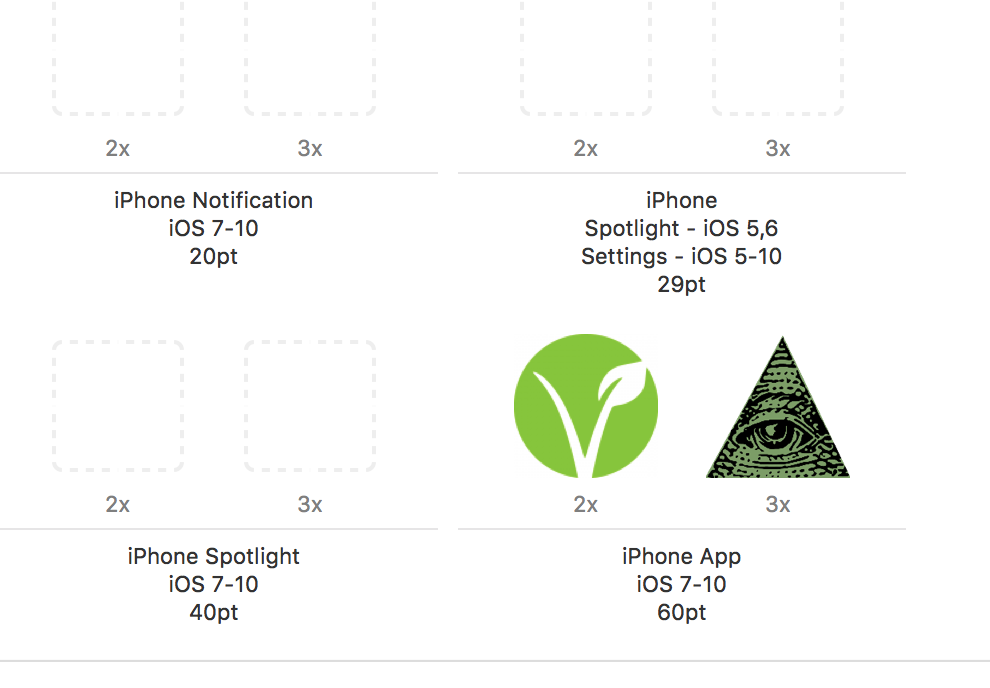 2x 3x 2x 3x
iPhone Notification
iOS 7-10
20pt
iPhone
Spotlight - iOS 5,6
Settings - iOS 5-10
29pt
2x 3x 2x 3x
iPhone Spotlight
iOS 7-10
40pt
iPhone App
iOS 7-10
60pt